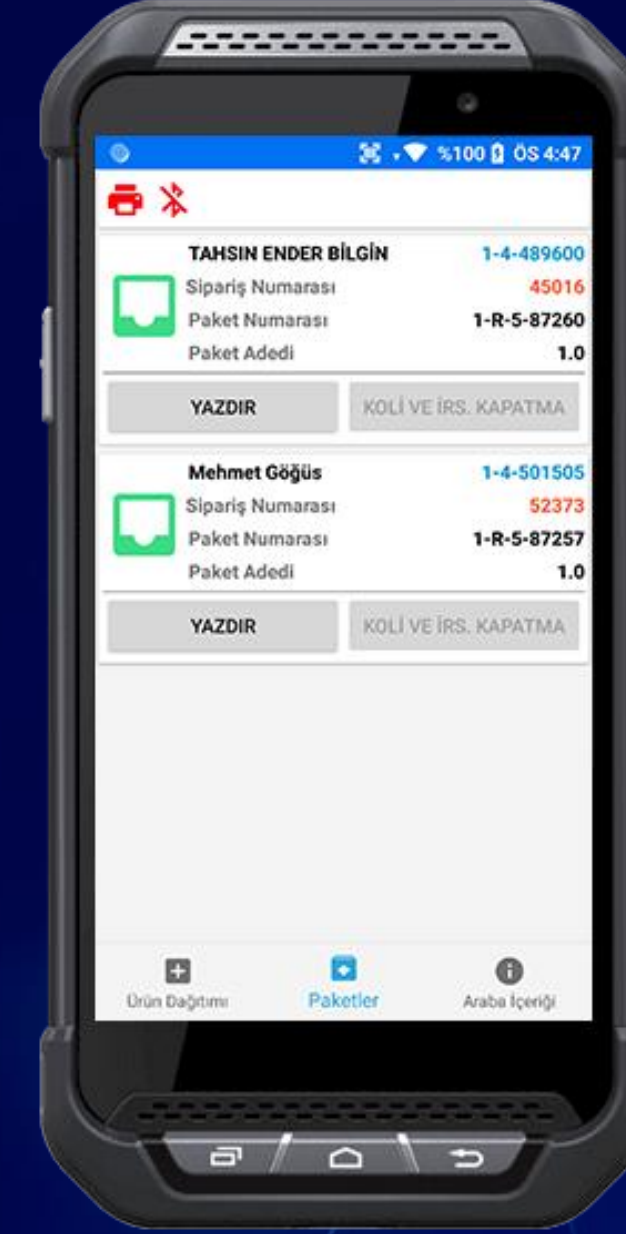 %100 ÖS 4:47
TAHSIN ENDER BİLGİN 1-4-489600
Sipariş Numarası 45016
Paket Numarası 1-R-5-87260
Paket Adedi 1.0
YAZDIR KOLİ VE İRS. KAPATMA
Mehmet Göğüs 1-4-501505
Sipariş Numarası 52373
Paket Numarası 1-R-5-87257
Paket Adedi 1.0
YAZDIR KOLİ VE İRS. KAPATMA
Ürün Dağıtımı Paketler Araba İçeriği